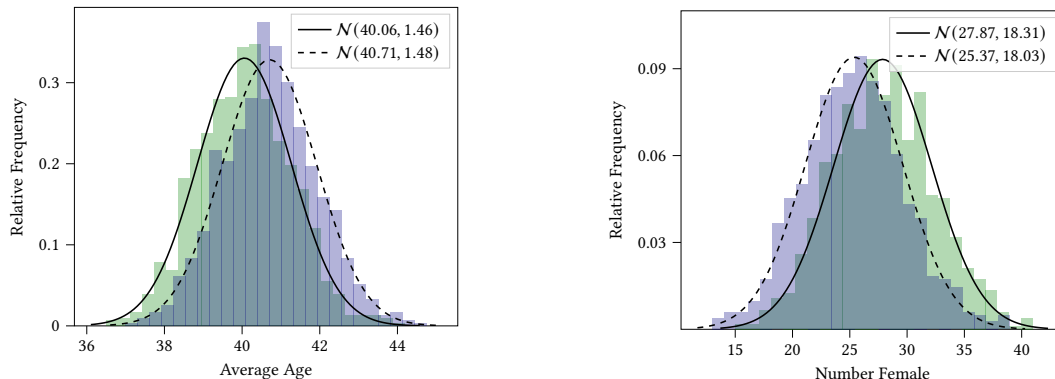 𝒩(40.06, 1.46)
𝒩(40.71, 1.48)
0.3
0.2
0.1
0
36
38
40
42
44
Relative Frequency
Average Age
𝒩(27.87, 18.31)
𝒩(25.37, 18.03)
0.09
0.06
0.03
15
20
25
30
35
40
Relative Frequency
Number Female